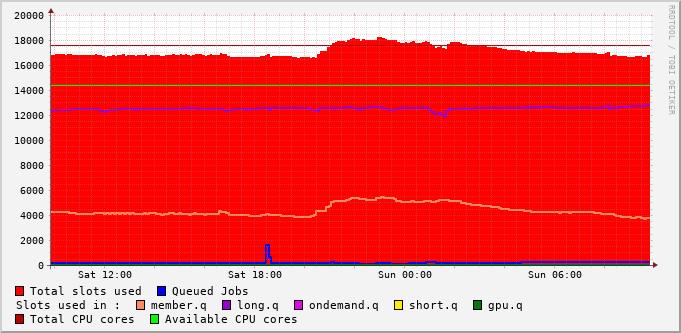 20000
18000
16000
14000
12000
10000
8000
6000
4000
2000
0
Sat 12:00 Sat 18:00 Sun 00:00 Sun 06:00
Total slots used Queued Jobs
Slots used in : member.q long.q ondemand.q short.q gpu.q
Total CPU cores Available CPU cores
RRDTOOL / TOBI OETIKER